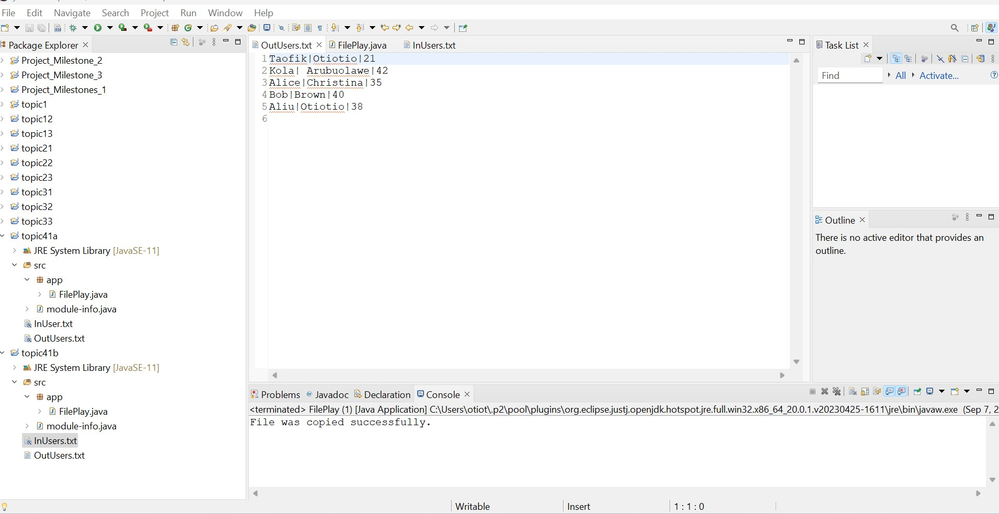 File Edit Navigate Search Project Run Window Help
Package Explorer
Project_Milestone_2
Project_Milestone_3
Project_Milestones_1
topic1
topic12
topic13
topic21
topic22
topic23
topic31
topic32
topic33
topic41a
JRE System Library [JavaSE-11]
src
app
FilePlay.java
module-info.java
InUser.txt
OutUsers.txt
topic41b
JRE System Library [JavaSE-11]
src
app
FilePlay.java
module-info.java
InUsers.txt
OutUsers.txt
OutUsers.txt FilePlay.java InUsers.txt
1 Taofik|Otiotio|21
2 Kola| Arubuolawe|42
3 Alice|Christina|35
4 Bob|Brown|40
5 Aliu|Otiotio|38
6
Task List
Find All Activate...
Outline
There is no active editor that provides an
outline.
Problems @ Javadoc Declaration Console
<terminated> FilePlay (1) [Java Application] C:\Users\otiot\.p2\pool\plugins\org.eclipse.justj.openjdk.hotspot.jre.full.win32.x86_64_20.0.1.v20230425-1611\jre\bin\javaw.exe (Sep 7, 2
File was copied successfully.
Writable Insert 1 : 1 : 0